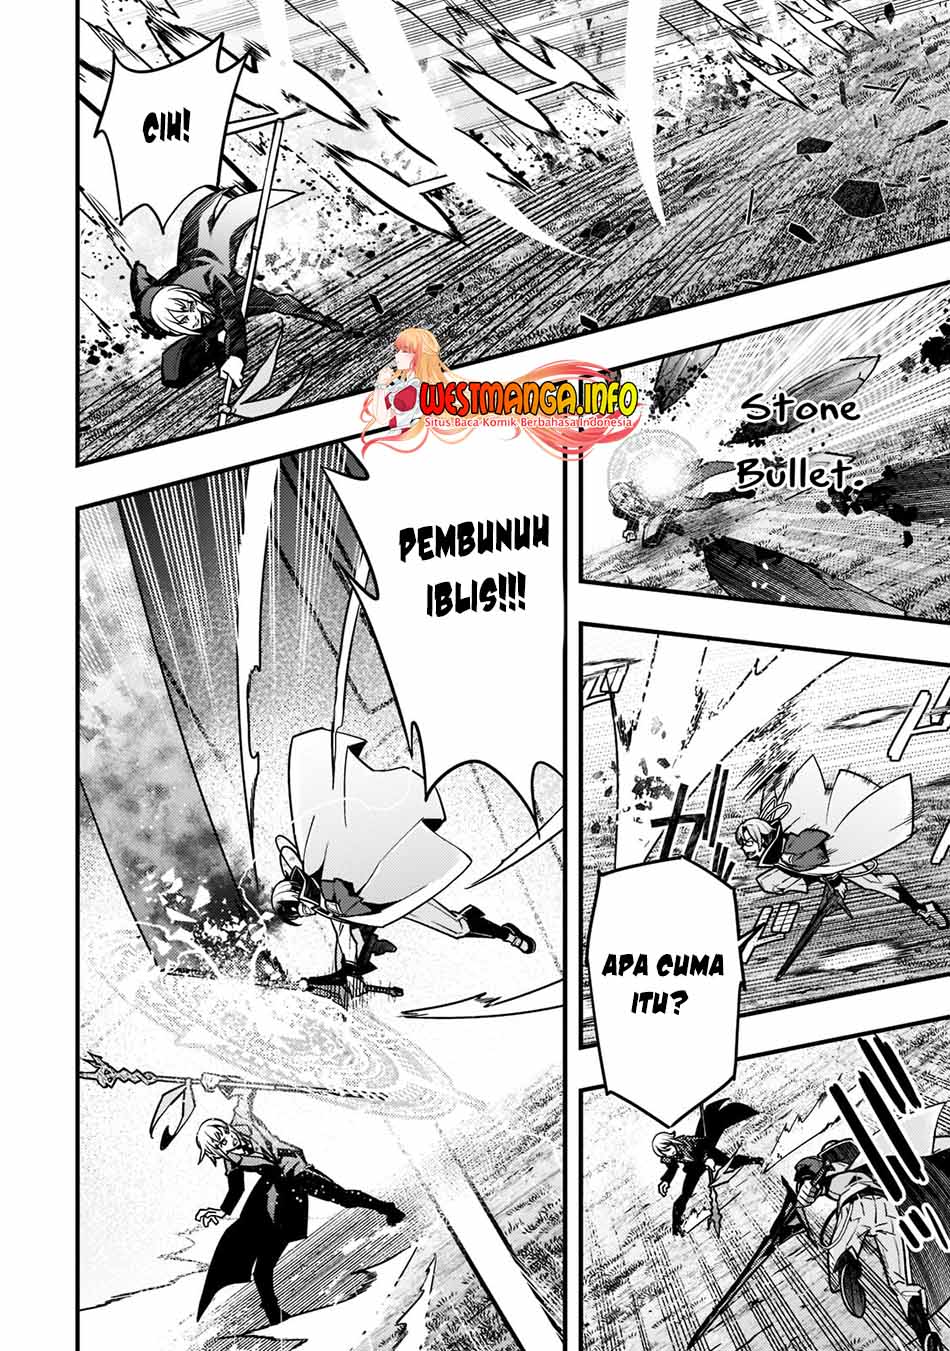 CIH!
WESTMANGA.INFO
Situs Baca Komik Berbahasa Indonesia
Stone
Bullet.
APA CUMA
ITU?
PEMBUNUH
IBLIS!!!